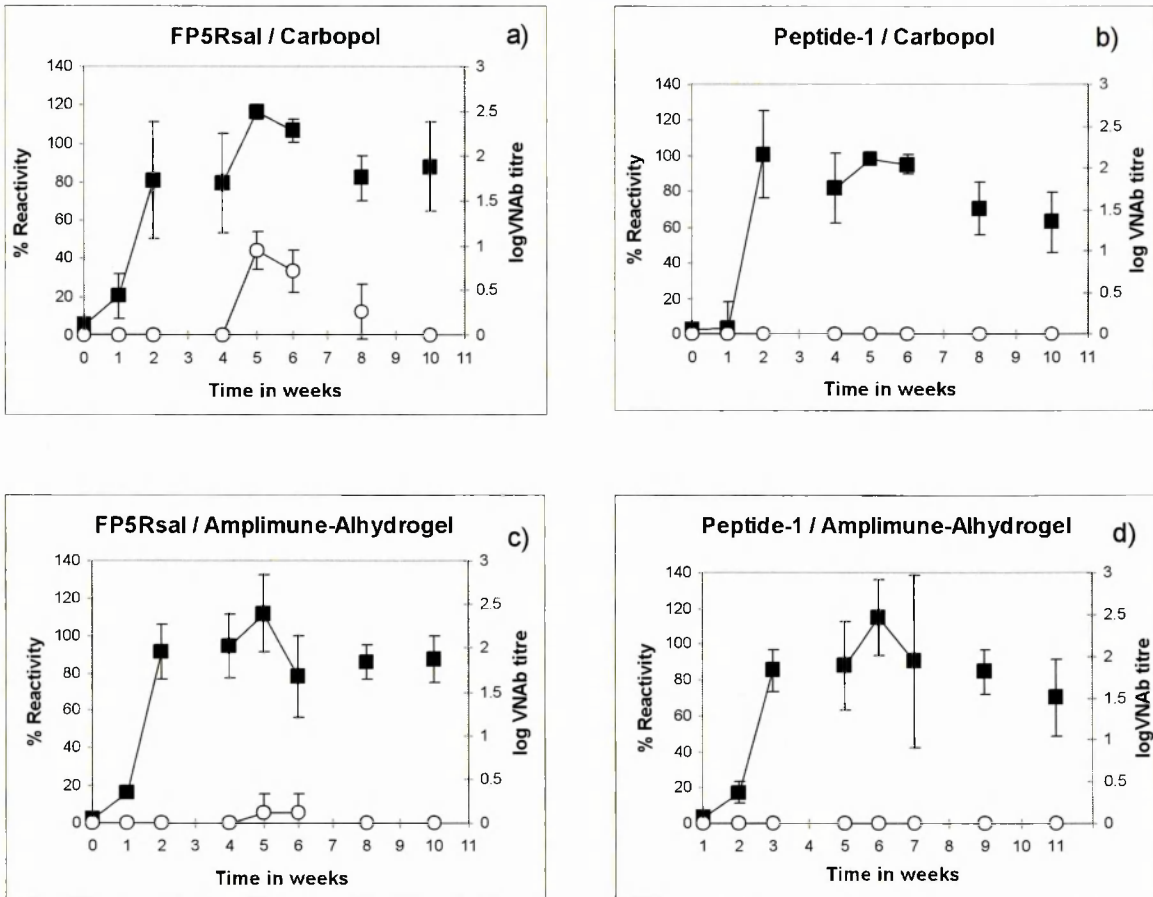 FP5Rsal / Carbopol
a)
140
120
100
80
60
40
20
0
% Reactivity
3
2.5
2
1.5
1
0.5
0
logVNAb titre
0 1 2 3 4 5 6 7 8 9 10 11
Time in weeks
Peptide-1 / Carbopol
b)
140
120
100
80
60
40
20
0
% Reactivity
3
2.5
2
1.5
1
0.5
0
log VNAb titre
0 1 2 3 4 5 6 7 8 9 10 11
Time in weeks
FP5Rsal / Amplimune-Alhydrogel
c)
140
120
100
80
60
40
20
0
% Reactivity
3
2.5
2
1.5
1
0.5
0
log VNAb titre
0 1 2 3 4 5 6 7 8 9 10 11
Time in weeks
Peptide-1 / Amplimune-Alhydrogel
d)
140
120
100
80
60
40
20
0
% Reactivity
3
2.5
2
1.5
1
0.5
0
logVNAb titre
1 2 3 4 5 6 7 8 9 10 11
Time in weeks